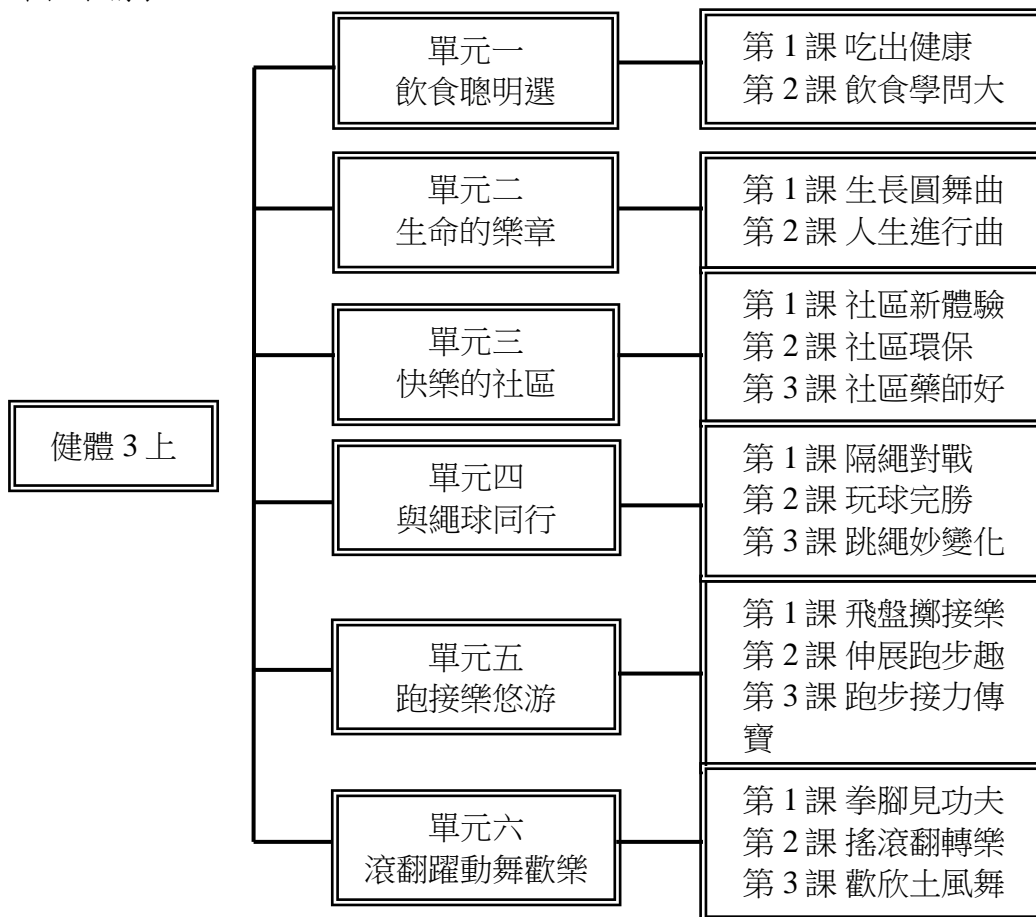 單元一
飲食聰明選
第 1 課 吃出健康
第 2 課 飲食學問大
單元二
生命的樂章
第 1 課 生長圓舞曲
第 2 課 人生進行曲
單元三
快樂的社區
第 1 課 社區新體驗
第 2 課 社區環保
第 3 課 社區藥師好
健體 3 上
單元四
與繩球同行
第 1 課 隔繩對戰
第 2 課 玩球完勝
第 3 課 跳繩妙變化
單元五
跑接樂悠游
第 1 課 飛盤擲接樂
第 2 課 伸展跑步趣
第 3 課 跑步接力傳
寶
單元六
滾翻躍動舞歡樂
第 1 課 拳腳見功夫
第 2 課 搖滾翻轉樂
第 3 課 歡欣土風舞